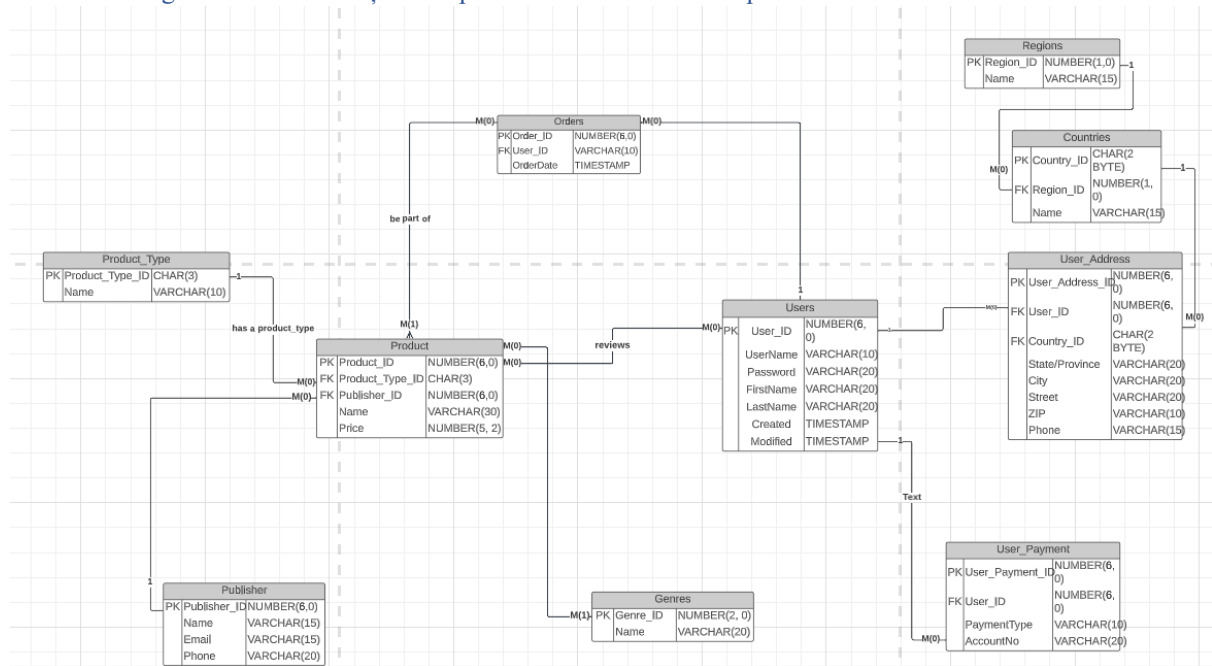 Regions
PK Region_ID NUMBER(1,0)
Name VARCHAR(15)
1
Orders
PK Order_ID NUMBER(6,0)
FK User_ID VARCHAR(10)
OrderDate TIMESTAMP
M(0)
M(0)
Countries
PK Country_ID CHAR(2 BYTE)
FK Region_ID NUMBER(1, 0)
Name VARCHAR(15)
M(0)
1
be part of
Product_Type
PK Product_Type_ID CHAR(3)
Name VARCHAR(10)
1
User_Address
PK User_Address_ID NUMBER(6, 0)
FK User_ID NUMBER(6, 0)
FK Country_ID CHAR(2 BYTE)
State/Province VARCHAR(20)
City VARCHAR(20)
Street VARCHAR(20)
ZIP VARCHAR(10)
Phone VARCHAR(15)
M(0)
M(0)
1
Users
PK User_ID NUMBER(6, 0)
UserName VARCHAR(10)
Password VARCHAR(20)
FirstName VARCHAR(20)
LastName VARCHAR(20)
Created TIMESTAMP
Modified TIMESTAMP
M(0)
1
1
has a product_type
M(1)
reviews
Product
PK Product_ID NUMBER(6,0)
FK Product_Type_ID CHAR(3)
FK Publisher_ID NUMBER(6,0)
Name VARCHAR(30)
Price NUMBER(5, 2)
M(0)
M(0)
M(0)
M(0)
Text
User_Payment
PK User_Payment_ID NUMBER(6, 0)
FK User_ID NUMBER(6, 0)
PaymentType VARCHAR(10)
AccountNo VARCHAR(20)
M(0)
1
Publisher
PK Publisher_ID NUMBER(6,0)
Name VARCHAR(15)
Email VARCHAR(15)
Phone VARCHAR(20)
Genres
M(1) PK Genre_ID NUMBER(2, 0)
Name VARCHAR(20)